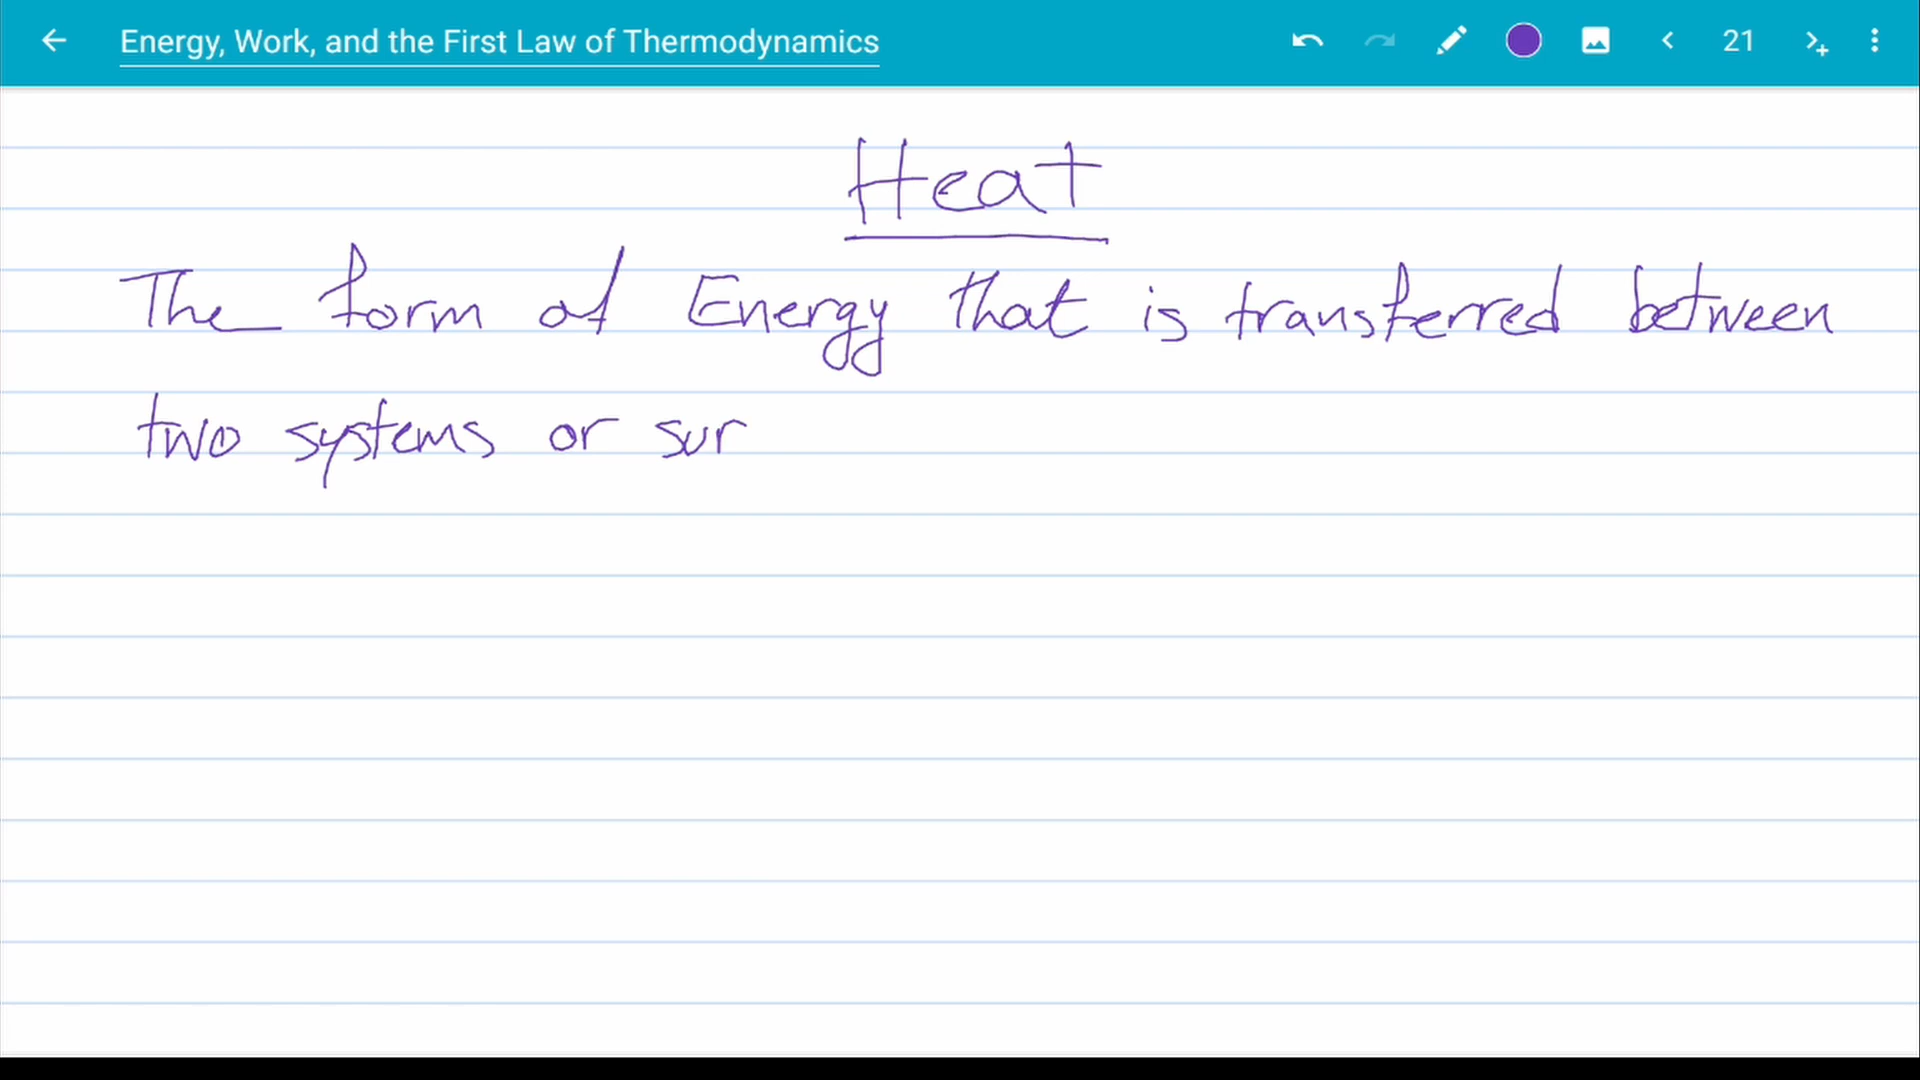 Energy, Work, and the First Law of Thermodynamics 21
Heat
The form of Energy that is transferred between
two systems or sur